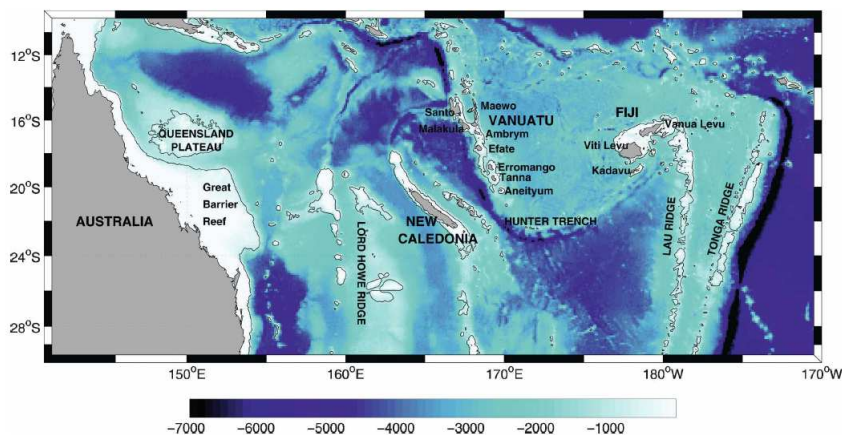 12°S
16°S
20°S
24°S
28°S
QUEENSLAND
PLATEAU
Great
Barrier
Reef
AUSTRALIA
LORD HOWE RIDGE
NEW
CALEDONIA
Santo
Malakula
Maewo
VANUATU
Ambrym
Efate
Erromango
Tanna
Aneityum
HUNTER TRENCH
FIJI
Vanua Levu
Viti Levu
Kadavu
LAU RIDGE
TONGA RIDGE
150°E
160°E
170°E
180°W
170°W
-7000
-6000
-5000
-4000
-3000
-2000
-1000